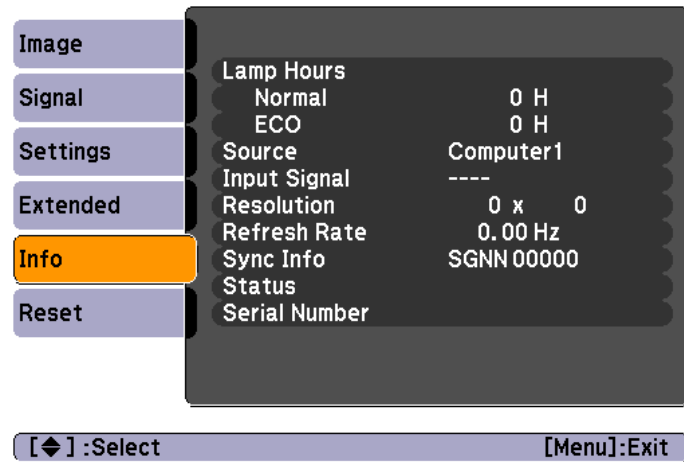 Image
Signal
Settings
Extended
Info
Reset
Lamp Hours
Normal 0 H
ECO 0 H
Source Computer1
Input Signal ----
Resolution 0 x 0
Refresh Rate 0.00 Hz
Sync Info SGNN 00000
Status
Serial Number
[◆] :Select [Menu]:Exit